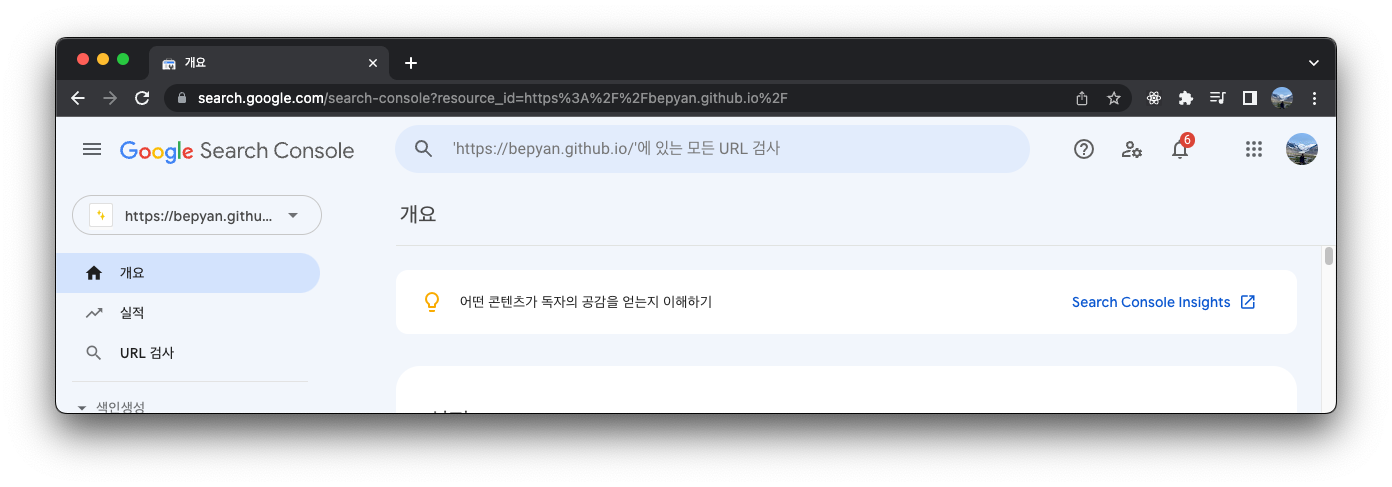 개요
search.google.com/search-console?resource_id=https%3A%2F%2Fbepyan.github.io%2F
Google Search Console
'https://bepyan.github.io/'에 있는 모든 URL 검사
6
https://bepyan.githu...
개요
개요
실적
URL 검사
색인생성
어떤 콘텐츠가 독자의 공감을 얻는지 이해하기
Search Console Insights